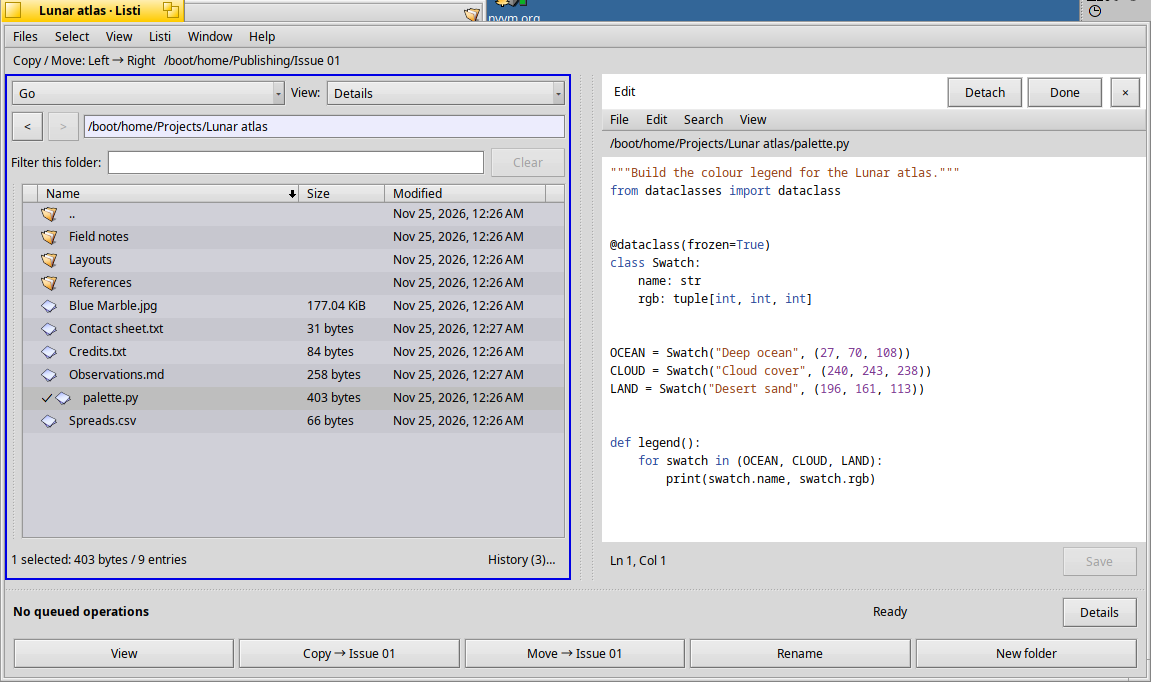 Lunar atlas · Listi
nyym.org
Files Select View Listi Window Help
Copy / Move: Left → Right /boot/home/Publishing/Issue 01
Go View: Details
< > /boot/home/Projects/Lunar atlas
Filter this folder: Clear
Name Size Modified
.. Nov 25, 2026, 12:26 AM
Field notes Nov 25, 2026, 12:26 AM
Layouts Nov 25, 2026, 12:26 AM
References Nov 25, 2026, 12:26 AM
Blue Marble.jpg 177.04 KiB Nov 25, 2026, 12:26 AM
Contact sheet.txt 31 bytes Nov 25, 2026, 12:27 AM
Credits.txt 84 bytes Nov 25, 2026, 12:26 AM
Observations.md 258 bytes Nov 25, 2026, 12:27 AM
palette.py 403 bytes Nov 25, 2026, 12:26 AM
Spreads.csv 66 bytes Nov 25, 2026, 12:26 AM
1 selected: 403 bytes / 9 entries History (3)...
Edit Detach Done ×
File Edit Search View
/boot/home/Projects/Lunar atlas/palette.py
"""Build the colour legend for the Lunar atlas."""
from dataclasses import dataclass
@dataclass(frozen=True)
class Swatch:
    name: str
    rgb: tuple[int, int, int]
OCEAN = Swatch("Deep ocean", (27, 70, 108))
CLOUD = Swatch("Cloud cover", (240, 243, 238))
LAND = Swatch("Desert sand", (196, 161, 113))
def legend():
    for swatch in (OCEAN, CLOUD, LAND):
        print(swatch.name, swatch.rgb)
Ln 1, Col 1 Save
No queued operations Ready Details
View Copy → Issue 01 Move → Issue 01 Rename New folder